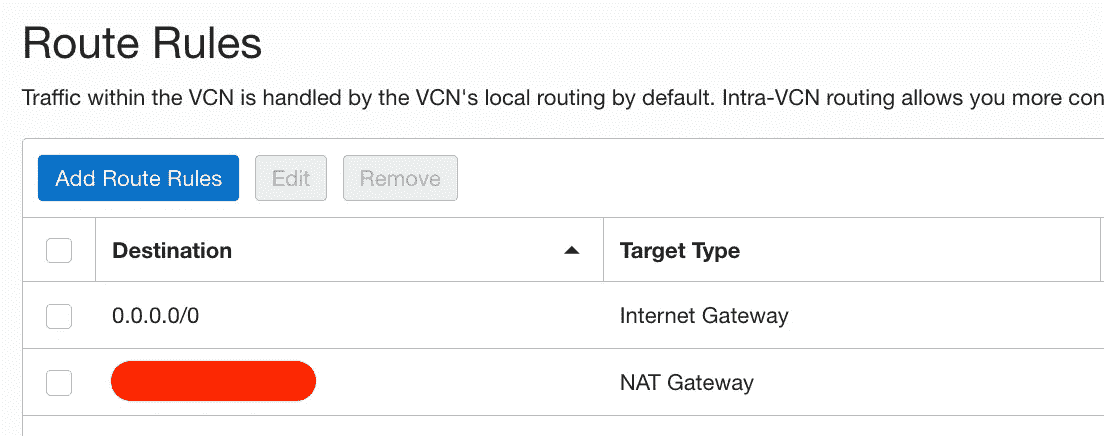 Route Rules
Traffic within the VCN is handled by the VCN's local routing by default. Intra-VCN routing allows you more con
Add Route Rules Edit Remove
Destination Target Type
0.0.0.0/0 Internet Gateway
NAT Gateway